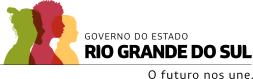 GOVERNO DO ESTADO
RIO GRANDE DO SUL
O futuro nos une.